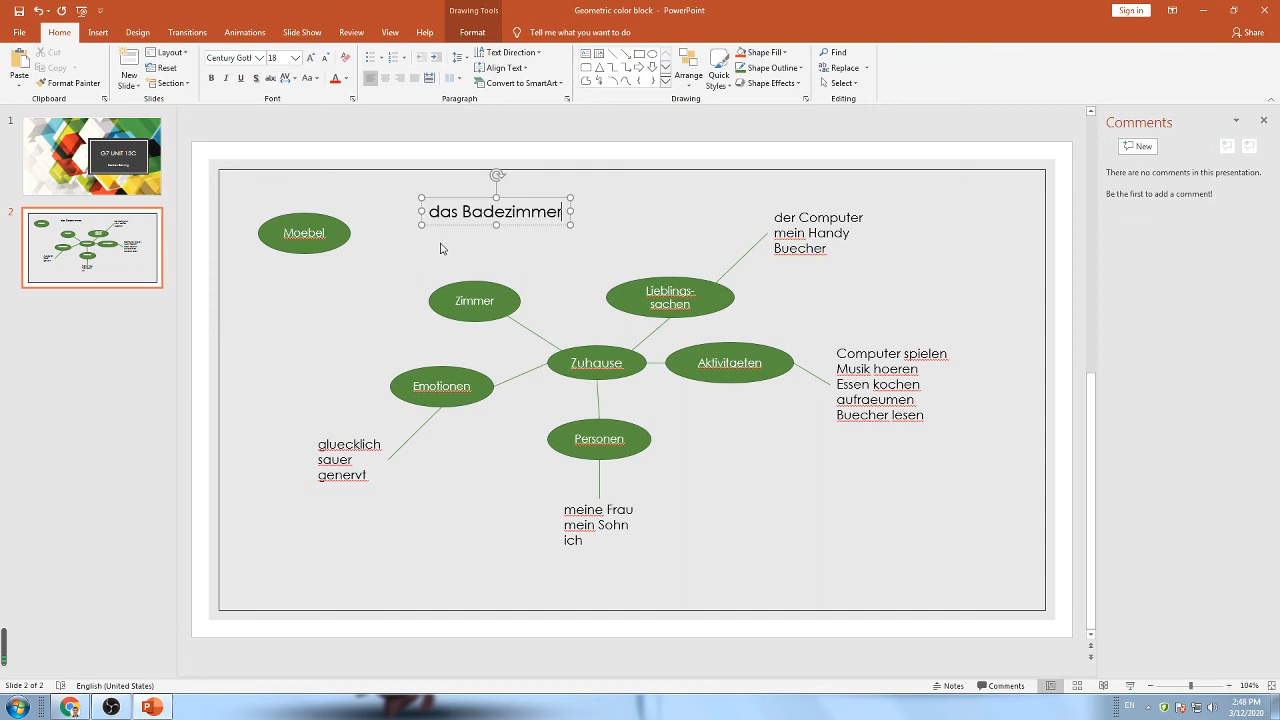 Drawing Tools
Geometric color block - PowerPoint
Sign in
File Home Insert Design Transitions Animations Slide Show Review View Help Format Tell me what you want to do Share
Paste
Cut
Copy
Format Painter
Clipboard
New
Slide
Layout
Reset
Section
Slides
Century Gotl 18
B I U S abc AV Aa A
Font
Text Direction
Align Text
Convert to SmartArt
Paragraph
Arrange
Quick
Styles
Shape Fill
Shape Outline
Shape Effects
Drawing
Find
Replace
Select
Editing
1
G7 UNIT 13C
2
das Badezimmer
Moebel
der Computer
mein Handy
Buecher
Zimmer
Lieblings-
sachen
Zuhause
Aktivitaeten
Computer spielen
Musik hoeren
Essen kochen
aufraeumen
Buecher lesen
Emotionen
gluecklich
sauer
genervt
Personen
meine Frau
mein Sohn
ich
Comments
New
There are no comments in this presentation.
Be the first to add a comment!
Slide 2 of 2 English (United States) Notes Comments 104%
EN
2:48 PM
3/12/2020